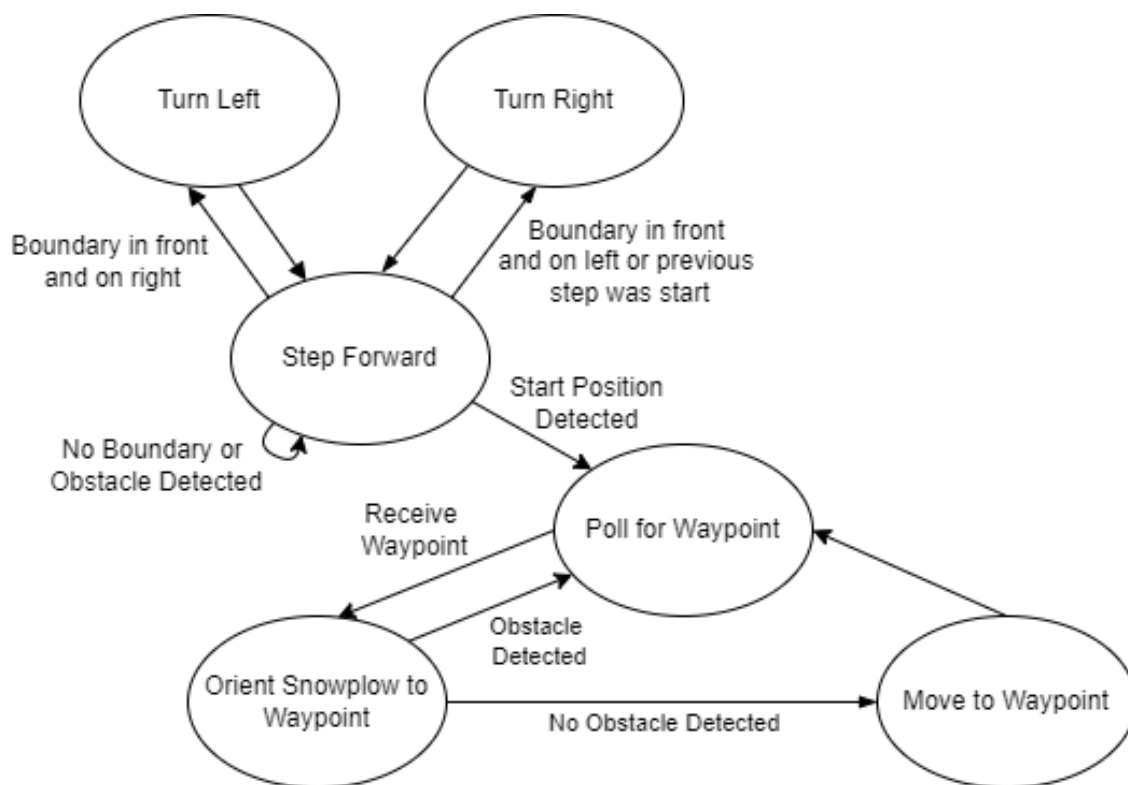 Turn Left
Turn Right
Boundary in front
and on right
Boundary in front
and on left or previous
step was start
Step Forward
Start Position
Detected
No Boundary or
Obstacle Detected
Receive
Waypoint
Poll for Waypoint
Obstacle
Detected
Orient Snowplow to
Waypoint
No Obstacle Detected
Move to Waypoint